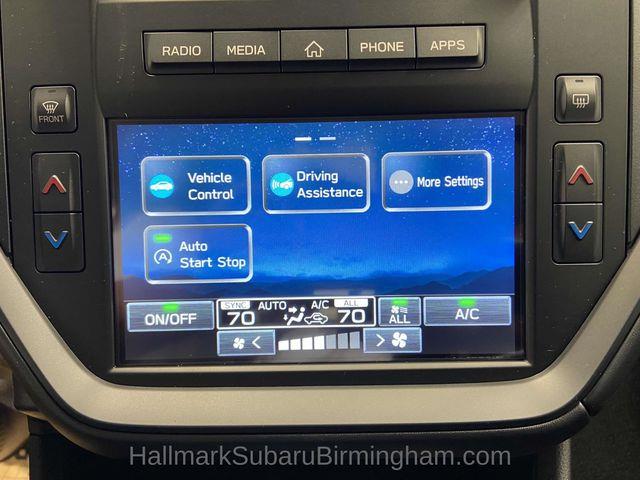 RADIO MEDIA PHONE APPS
FRONT
Vehicle
Control
Driving
Assistance
More Settings
Auto
Start Stop
A
ON/OFF
SYNC AUTO A/C ALL
70 70
ALL
A/C
< >
HallmarkSubaruBirmingham.com